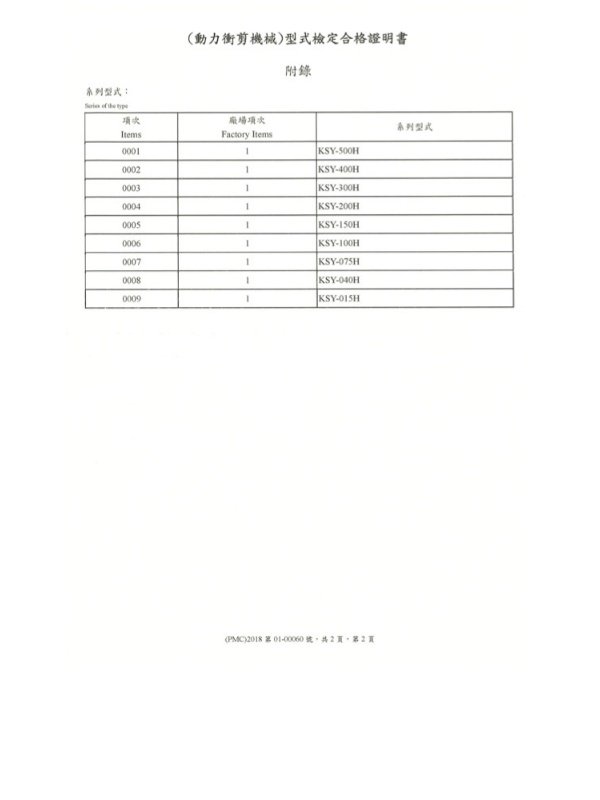 (動力衝剪機械)型式檢定合格證明書
附錄
系列型式：
Series of the type
項次 廠場項次 系列型式
Items Factory Items
0001 1 KSY-500H
0002 1 KSY-400H
0003 1 KSY-300H
0004 1 KSY-200H
0005 1 KSY-150H
0006 1 KSY-100H
0007 1 KSY-075H
0008 1 KSY-040H
0009 1 KSY-015H
(PMC)2018 第 01-00060 號，共 2 頁，第 2 頁